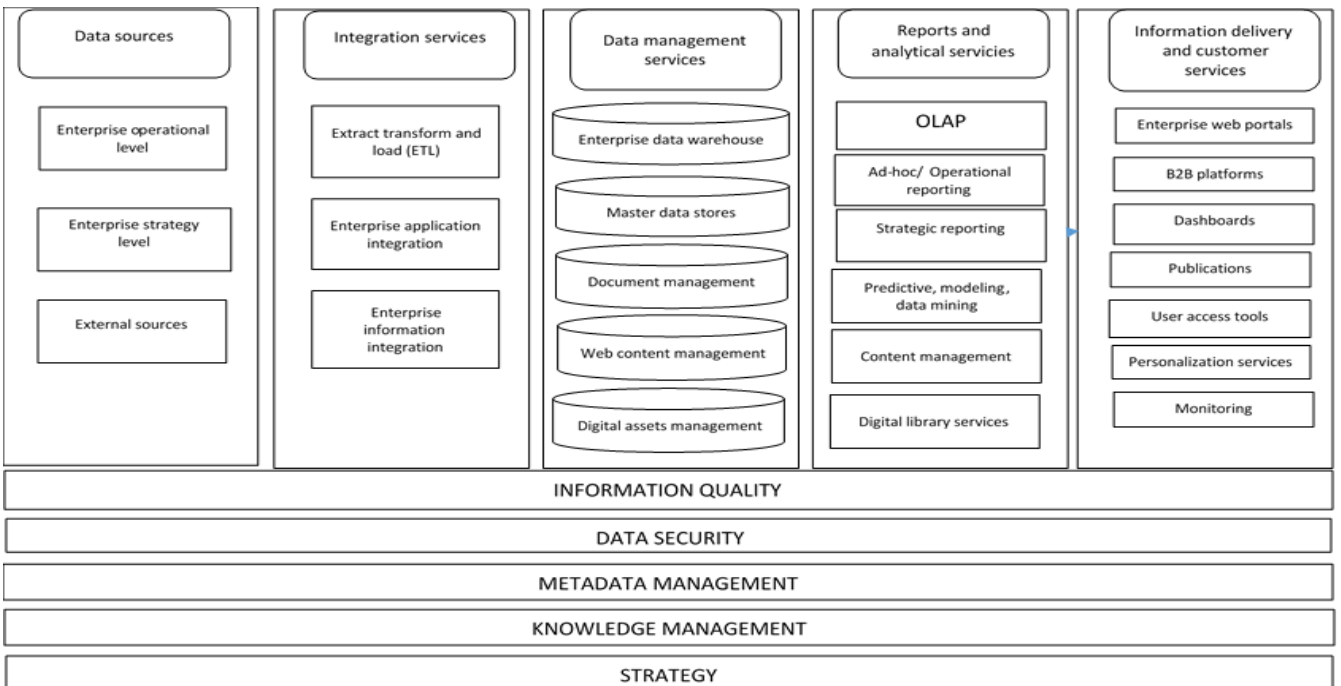 Data sources
Enterprise operational
level
Enterprise strategy
level
External sources
Integration services
Extract transform and
load (ETL)
Enterprise application
integration
Enterprise
information
integration
Data management
services
Enterprise data warehouse
Master data stores
Document management
Web content management
Digital assets management
Reports and
analytical servicies
OLAP
Ad-hoc/ Operational
reporting
Strategic reporting
Predictive, modeling,
data mining
Content management
Digital library services
Information delivery
and customer
services
Enterprise web portals
B2B platforms
Dashboards
Publications
User access tools
Personalization services
Monitoring
INFORMATION QUALITY
DATA SECURITY
METADATA MANAGEMENT
KNOWLEDGE MANAGEMENT
STRATEGY